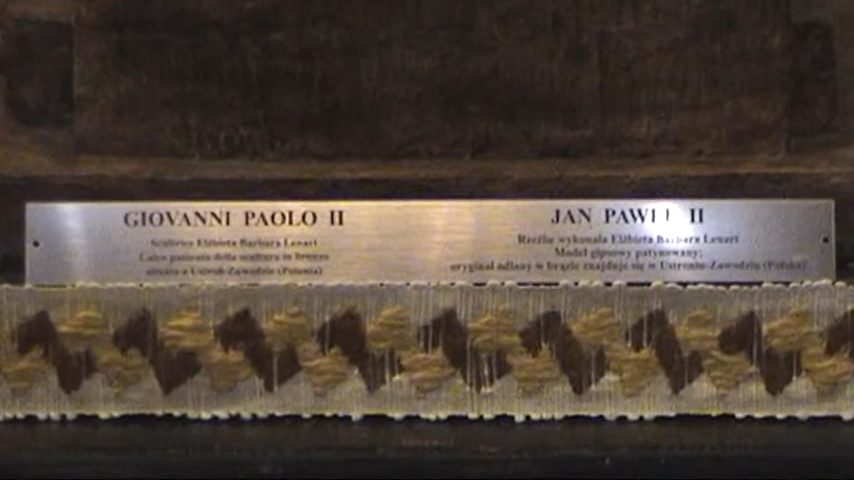 GIOVANNI PAOLO II
Scultrice Elżbieta Barbara Lenart
Calco patinato della scultura in bronzo
situata a Ustroń-Zawodzie (Polonia)
JAN PAWEŁ II
Rzeźbę wykonała Elżbieta Barbara Lenart
Model gipsowy patynowany;
oryginał odlany w brązie znajduje się w Ustroniu-Zawodziu (Polska)